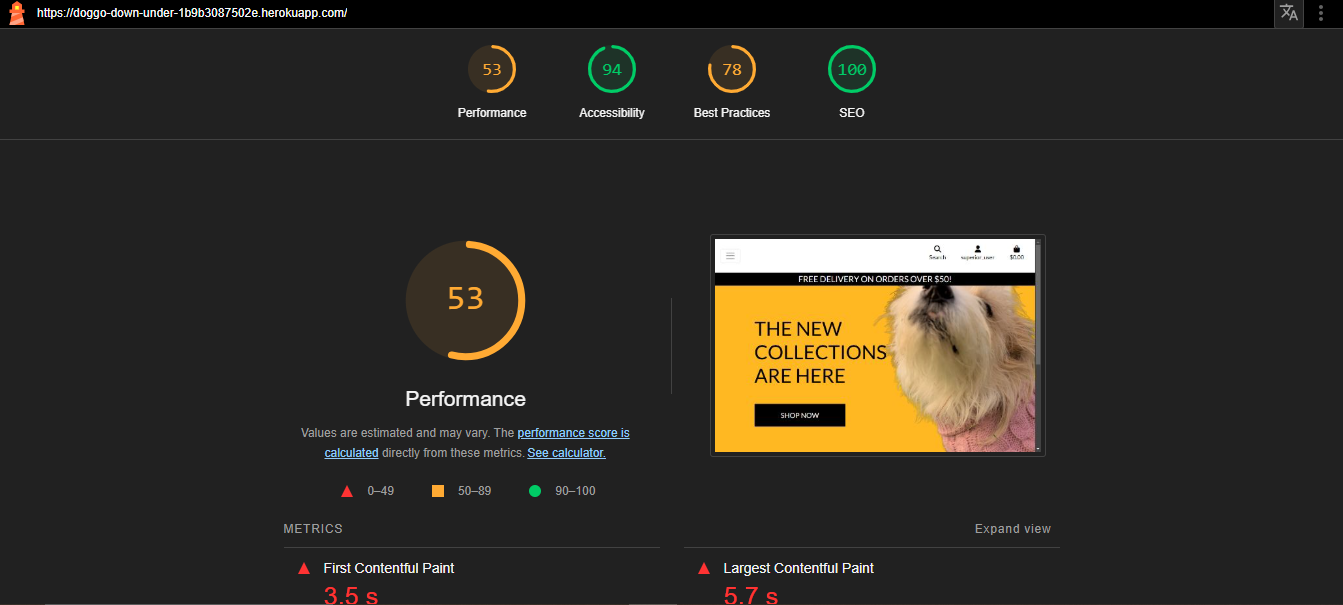 https://doggo-down-under-1b9b3087502e.herokuapp.com/
53
94
78
100
Performance
Accessibility
Best Practices
SEO
53
Performance
Values are estimated and may vary. The performance score is
calculated directly from these metrics. See calculator.
0–49
50–89
90–100
Search
superior_user
$0.00
FREE DELIVERY ON ORDERS OVER $50!
THE NEW
COLLECTIONS
ARE HERE
SHOP NOW
METRICS
Expand view
First Contentful Paint
3.5 s
Largest Contentful Paint
5.7 s